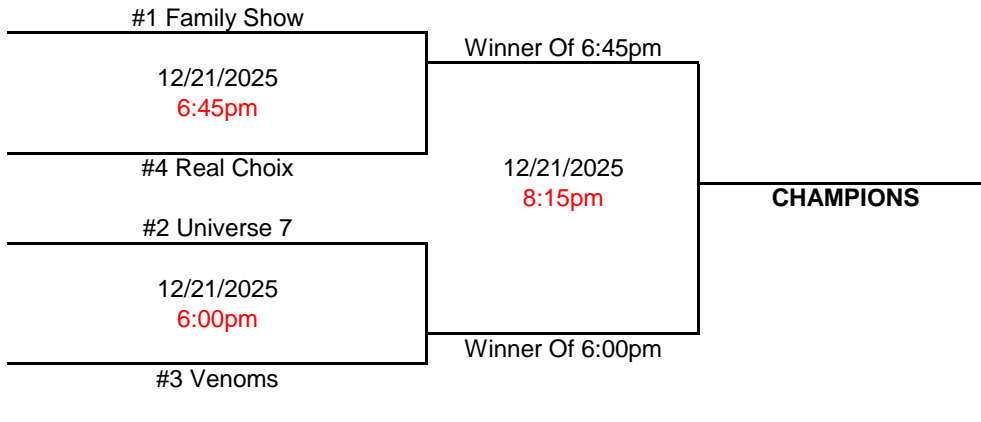 #1 Family Show
Winner Of 6:45pm
12/21/2025
6:45pm
#4 Real Choix
12/21/2025
8:15pm
CHAMPIONS
#2 Universe 7
12/21/2025
6:00pm
Winner Of 6:00pm
#3 Venoms